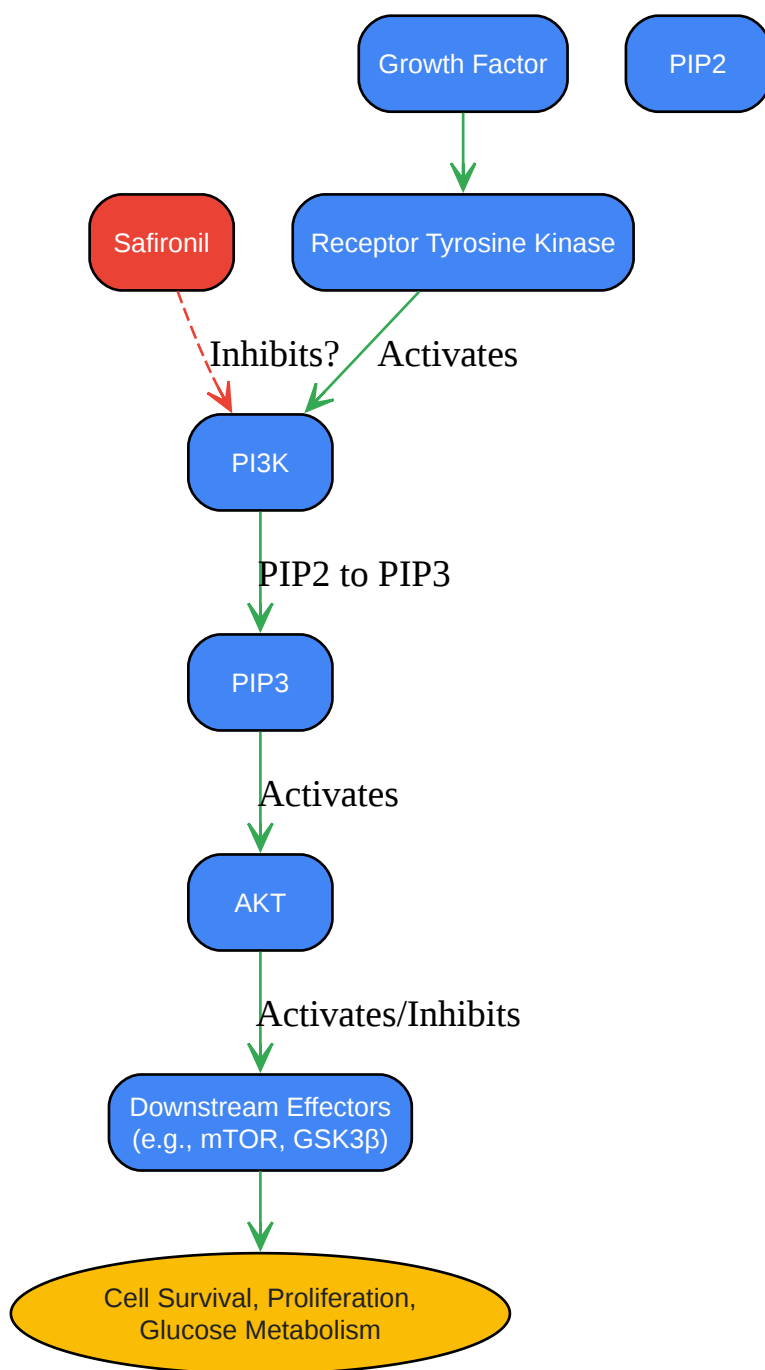 Growth Factor
PIP2
Safironil
Receptor Tyrosine Kinase
Inhibits?
Activates
PI3K
PIP2 to PIP3
PIP3
Activates
AKT
Activates/Inhibits
Downstream Effectors
(e.g., mTOR, GSK3β)
Cell Survival, Proliferation,
Glucose Metabolism